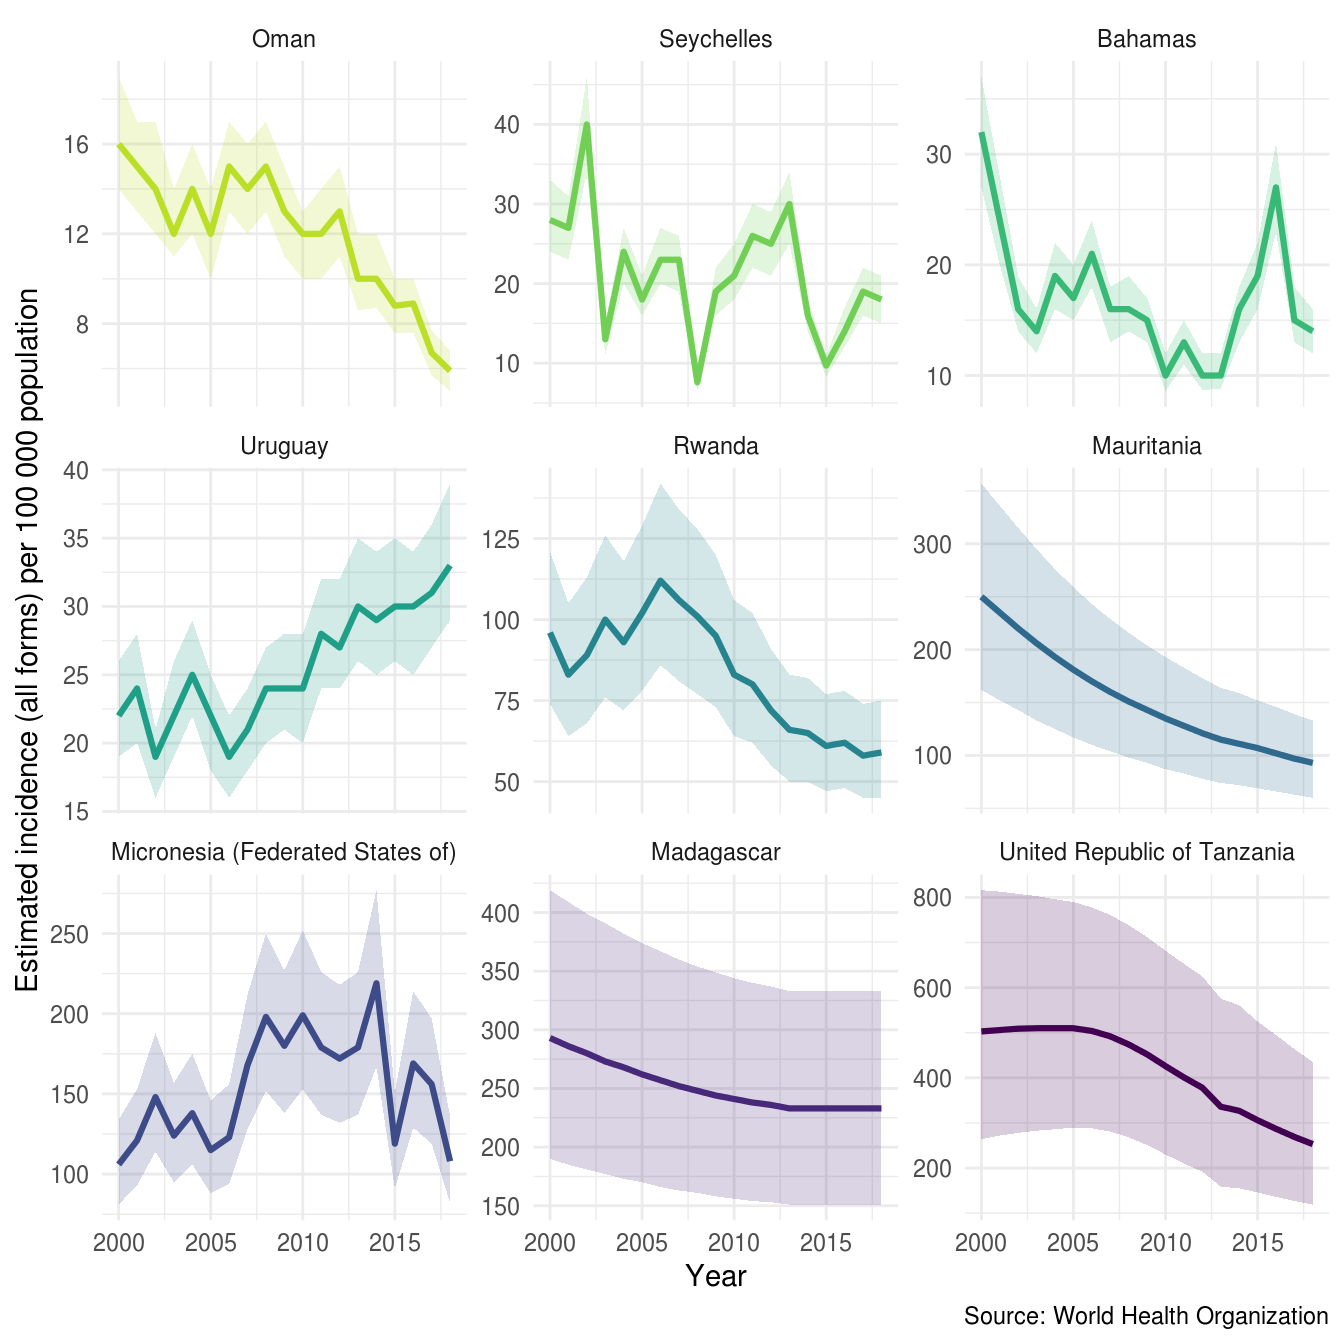 Oman
Seychelles
Bahamas
16
12
8
40
30
20
10
30
20
10
Estimated incidence (all forms) per 100 000 population
Uruguay
Rwanda
Mauritania
40
35
30
25
20
15
125
100
75
50
300
200
100
Micronesia (Federated States of)
Madagascar
United Republic of Tanzania
250
200
150
100
400
350
300
250
200
150
800
600
400
200
2000 2005 2010 2015
2000 2005 2010 2015
2000 2005 2010 2015
Year
Source: World Health Organization